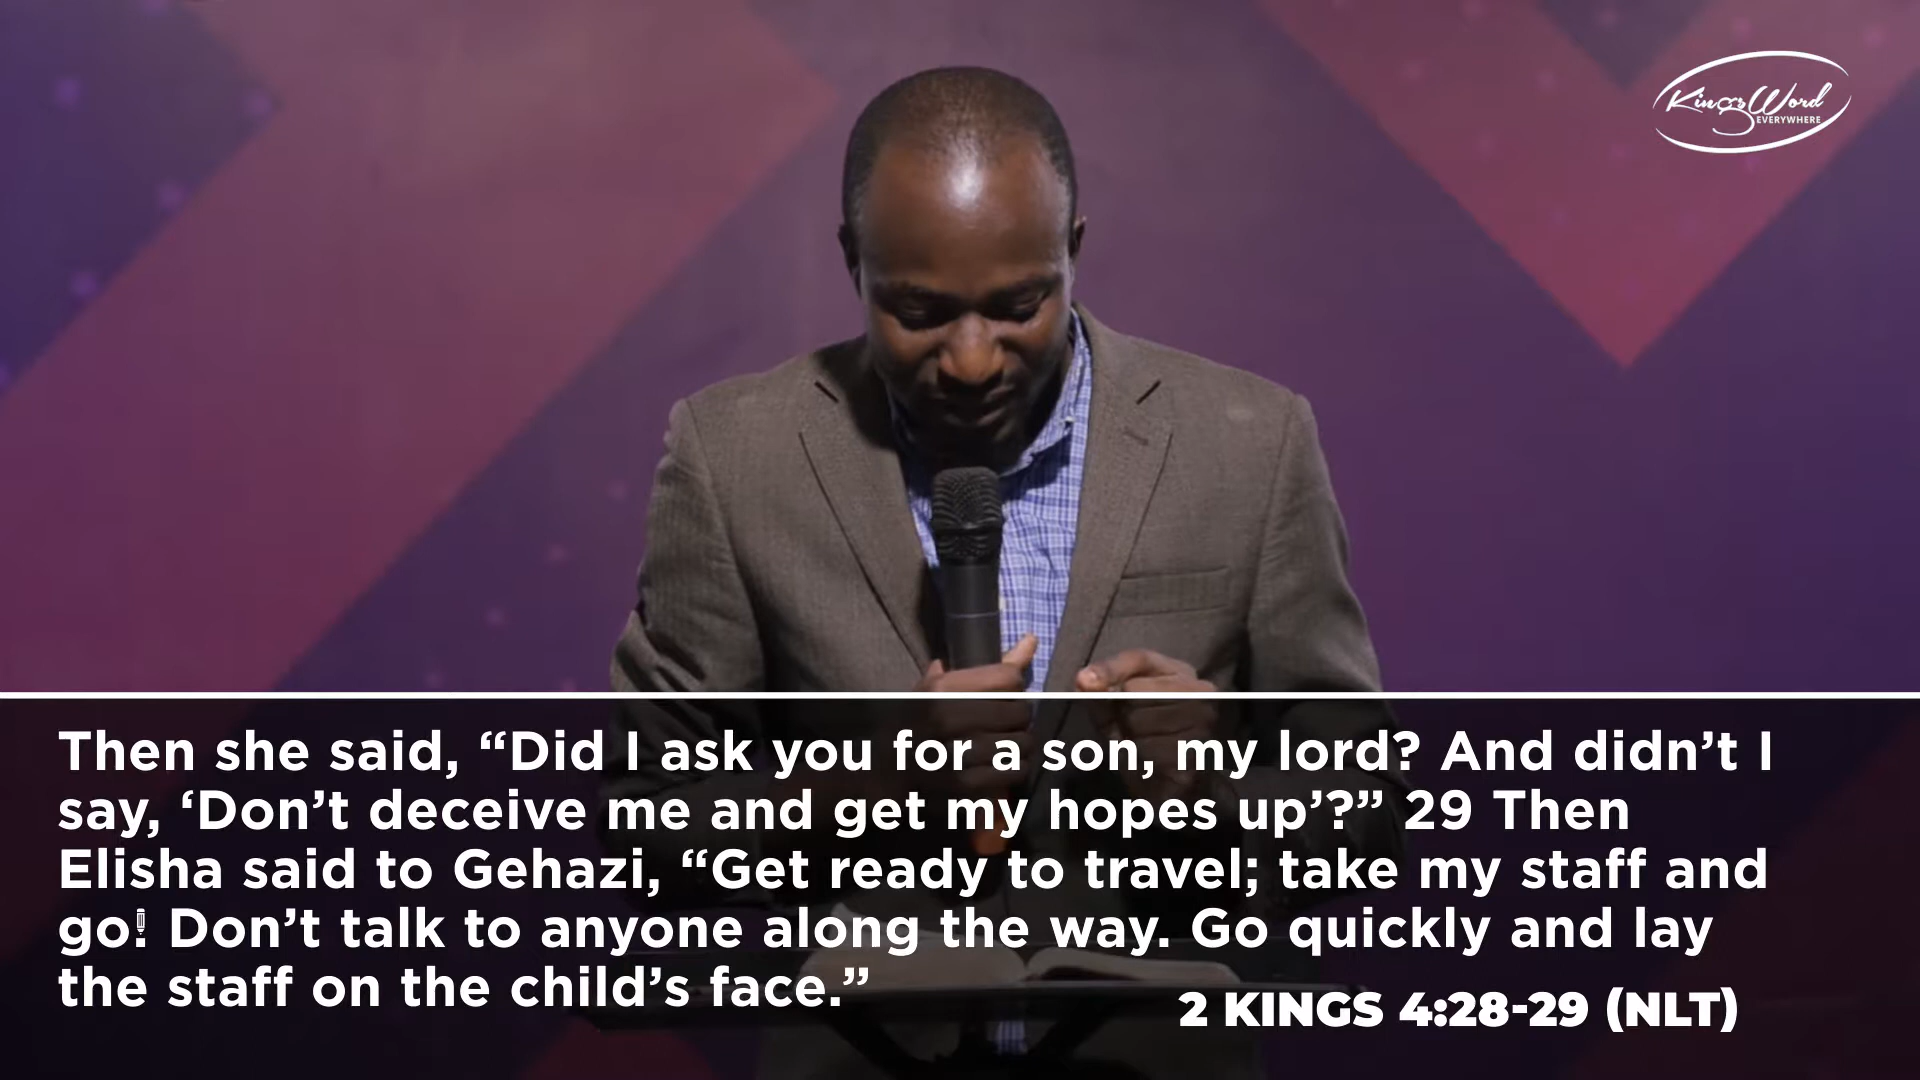 KingsWord
EVERYWHERE
Then she said, “Did I ask you for a son, my lord? And didn’t I
say, ‘Don’t deceive me and get my hopes up’?” 29 Then
Elisha said to Gehazi, “Get ready to travel; take my staff and
go! Don’t talk to anyone along the way. Go quickly and lay
the staff on the child’s face.”
2 KINGS 4:28-29 (NLT)